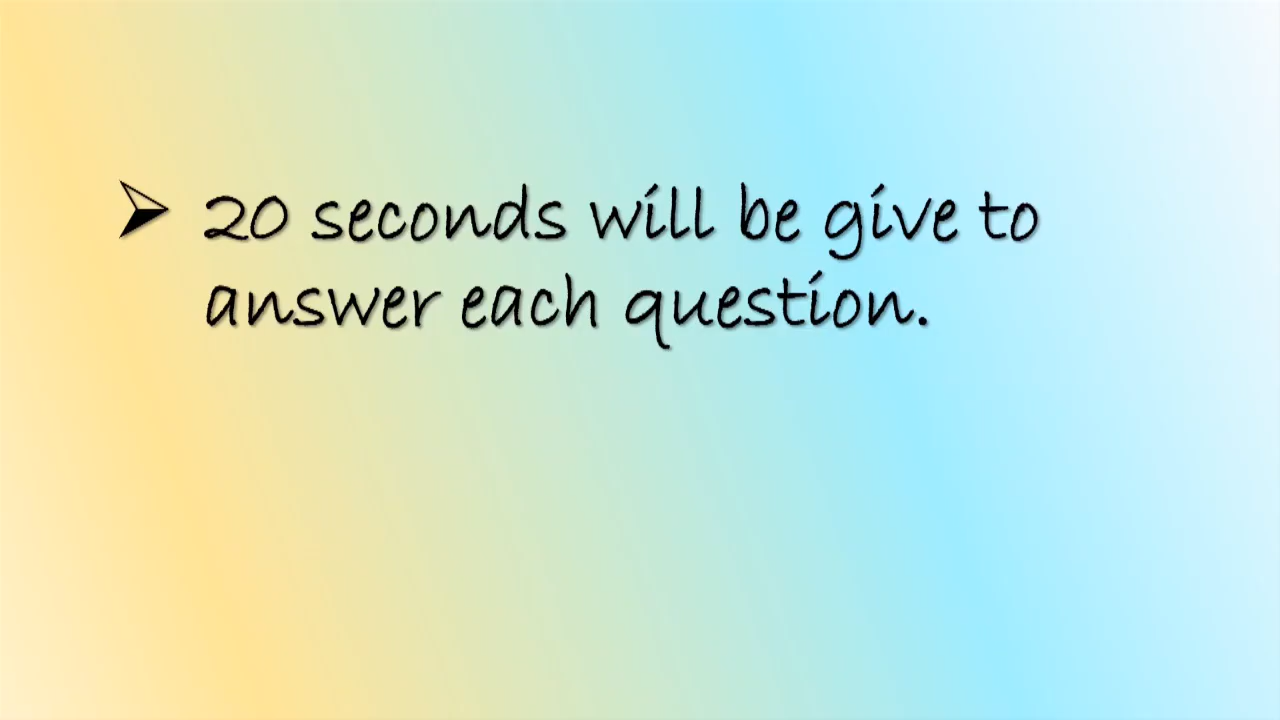 ➢ 20 seconds will be give to
answer each question.